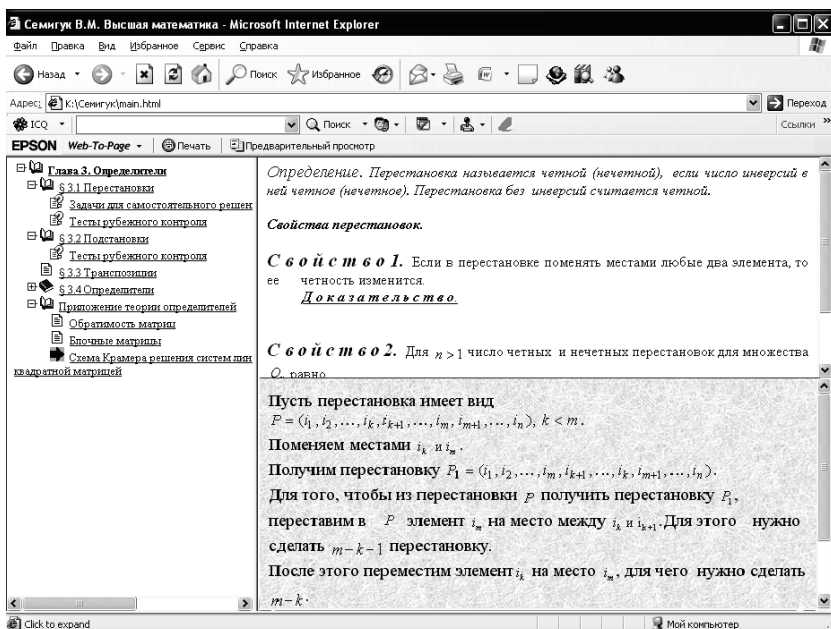 Семигук В.М. Высшая математика - Microsoft Internet Explorer
Файл Правка Вид Избранное Сервис Справка
Назад Поиск Избранное
Адрес: K:\Семигук\main.html Переход
ICQ Поиск Ссылки »
EPSON Web-To-Page Печать Предварительный просмотр
Глава 3. Определители
§ 3.1 Перестановки
Задачи для самостоятельного решен
Тесты рубежного контроля
§ 3.2 Подстановки
Тесты рубежного контроля
§ 3.3 Транспозиции
§ 3.4 Определители
Приложение теории определителей
Обратимость матриц
Блочные матрицы
Схема Крамера решения систем лин
квадратной матрицей
Определение. Перестановка называется четной (нечетной), если число инверсий в
ней четное (нечетное). Перестановка без инверсий считается четной.
Свойства перестановок.
Свойство 1. Если в перестановке поменять местами любые два элемента, то
ее четность изменится.
Доказательство.
Свойство 2. Для n > 1 число четных и нечетных перестановок для множества
равно
Пусть перестановка имеет вид
P = (i₁, i₂, …, iₖ, iₖ₊₁, …, iₘ, iₘ₊₁, …, iₙ), k < m.
Поменяем местами iₖ и iₘ.
Получим перестановку P₁ = (i₁, i₂, …, iₘ, iₖ₊₁, …, iₖ, iₘ₊₁, …, iₙ).
Для того, чтобы из перестановки P получить перестановку P₁,
переставим в P элемент iₘ на место между iₖ и iₖ₊₁. Для этого нужно
сделать m − k − 1 перестановку.
После этого переместим элемент iₖ на место iₘ, для чего нужно сделать
m − k.
Click to expand Мой компьютер